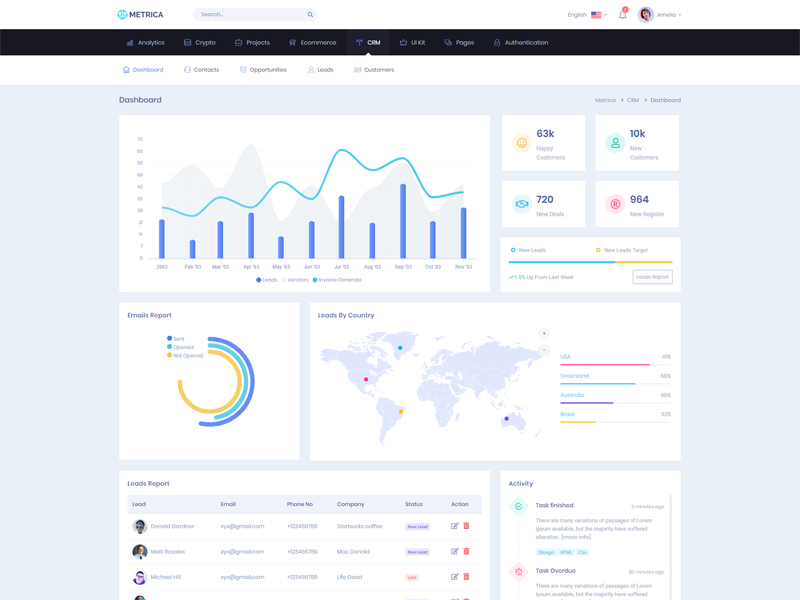 METRICA
Search...
English
2
Amelia
Analytics
Crypto
Projects
Ecommerce
CRM
UI Kit
Pages
Authentication
Dashboard
Contacts
Opportunities
Leads
Customers
Dashboard
Metrica > CRM > Dashboard
70
63
56
49
42
35
28
21
14
7
0
2003
Feb '03
Mar '03
Apr '03
May '03
Jun '03
Jul '03
Aug '03
Sep '03
Oct '03
Nov '03
Leads
Vendors
Invoice Generate
63k
Happy
Customers
10k
New
Customers
720
New Deals
964
New Register
New Leads
New Leads Target
1.5% Up From Last Week
Leads Report
Emails Report
Sent
Opened
Not Opened
Leads By Country
+
−
USA 81%
Greenland 68%
Australia 48%
Brazil 32%
Leads Report
Lead Email Phone No Company Status Action
Donald Gardner xyx@gmail.com +123456789 Starbucks coffee New Lead
Matt Rosales xyx@gmail.com +123456789 Mac Donald New Lead
Michael Hill xyx@gmail.com +123456789 Life Good Lost
Activity
Task finished 5 minutes ago
There are many variations of passages of Lorem
Ipsum available, but the majority have suffered
alteration. [more info]
Design HTML Css
Task Overdue 30 minutes ago
There are many variations of passages of Lorem
Ipsum available, but the majority have suffered